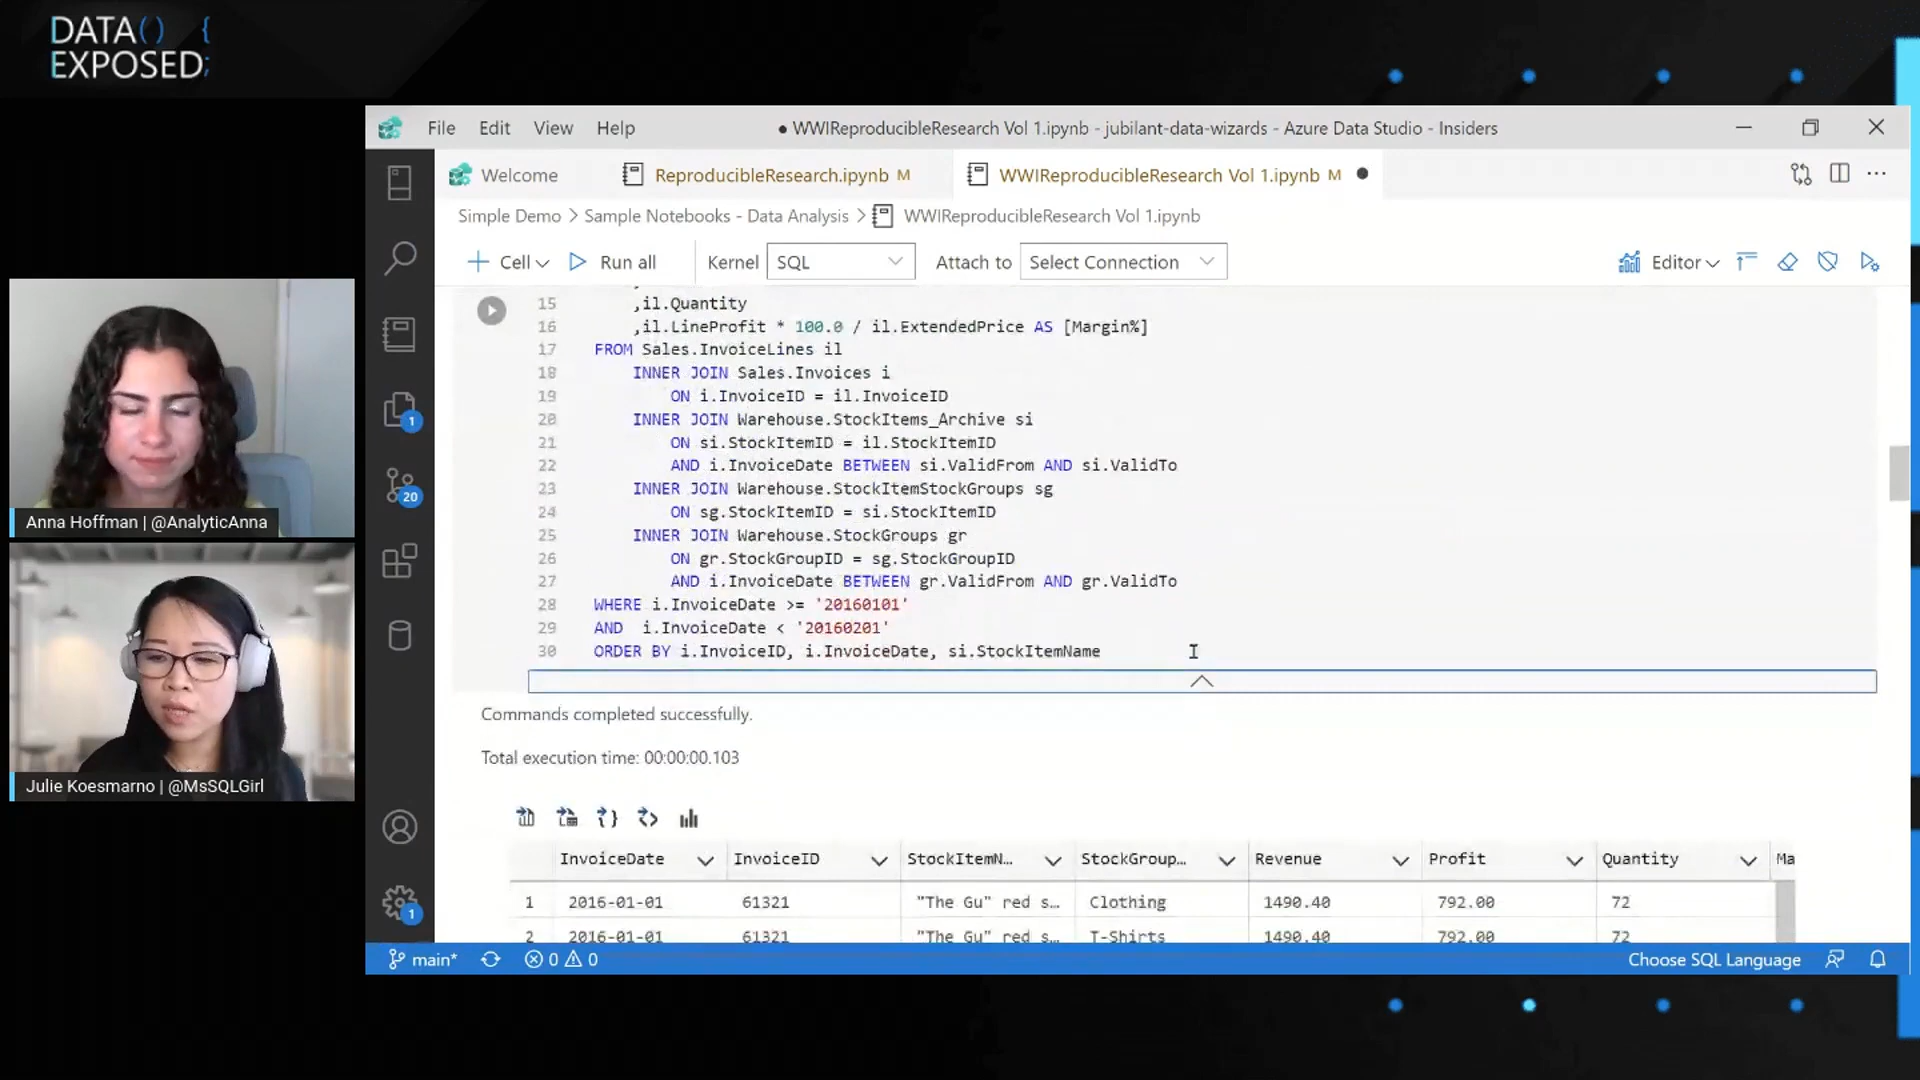 DATA() {
EXPOSED;
File Edit View Help
● WWIReproducibleResearch Vol 1.ipynb - jubilant-data-wizards - Azure Data Studio - Insiders
Welcome
ReproducibleResearch.ipynb M
WWIReproducibleResearch Vol 1.ipynb M
Simple Demo > Sample Notebooks - Data Analysis > WWIReproducibleResearch Vol 1.ipynb
Cell Run all Kernel SQL Attach to Select Connection Editor
15 ,il.Quantity
16 ,il.LineProfit * 100.0 / il.ExtendedPrice AS [Margin%]
17 FROM Sales.InvoiceLines il
18 INNER JOIN Sales.Invoices i
19 ON i.InvoiceID = il.InvoiceID
20 INNER JOIN Warehouse.StockItems_Archive si
21 ON si.StockItemID = il.StockItemID
22 AND i.InvoiceDate BETWEEN si.ValidFrom AND si.ValidTo
23 INNER JOIN Warehouse.StockItemStockGroups sg
24 ON sg.StockItemID = si.StockItemID
25 INNER JOIN Warehouse.StockGroups gr
26 ON gr.StockGroupID = sg.StockGroupID
27 AND i.InvoiceDate BETWEEN gr.ValidFrom AND gr.ValidTo
28 WHERE i.InvoiceDate >= '20160101'
29 AND i.InvoiceDate < '20160201'
30 ORDER BY i.InvoiceID, i.InvoiceDate, si.StockItemName
Commands completed successfully.
Total execution time: 00:00:00.103
InvoiceDate InvoiceID StockItemN... StockGroup... Revenue Profit Quantity Ma
1 2016-01-01 61321 "The Gu" red s... Clothing 1490.40 792.00 72
2 2016-01-01 61321 "The Gu" red s... T-Shirts 1490.40 792.00 72
1
20
1
main* 0 0 Choose SQL Language
Anna Hoffman | @AnalyticAnna
Julie Koesmarno | @MsSQLGirl